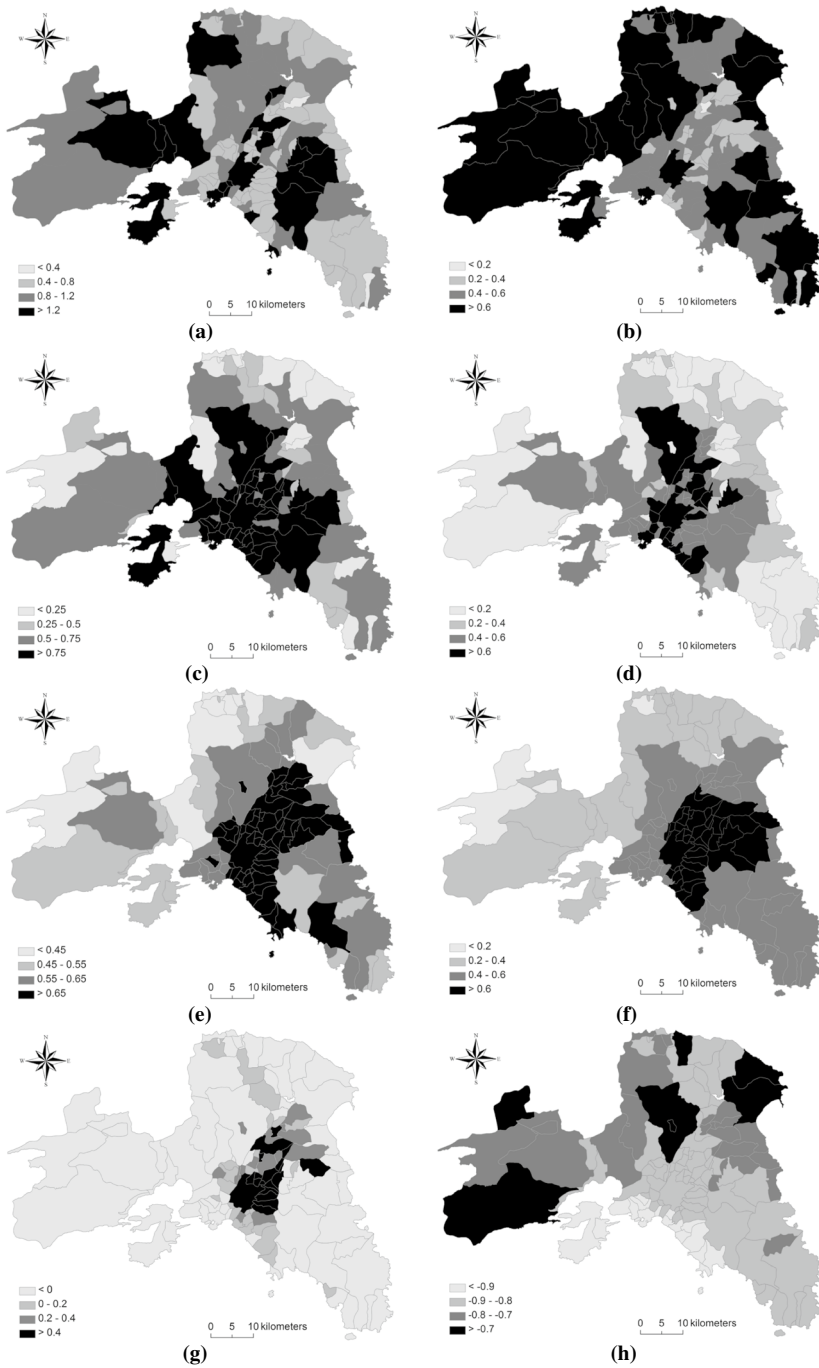 N
W E
S
< 0.4
0.4 - 0.8
0.8 - 1.2
> 1.2
0 5 10 kilometers
(a)
N
W E
S
< 0.2
0.2 - 0.4
0.4 - 0.6
> 0.6
0 5 10 kilometers
(b)
N
W E
S
< 0.25
0.25 - 0.5
0.5 - 0.75
> 0.75
0 5 10 kilometers
(c)
N
W E
S
< 0.2
0.2 - 0.4
0.4 - 0.6
> 0.6
0 5 10 kilometers
(d)
N
W E
S
< 0.45
0.45 - 0.55
0.55 - 0.65
> 0.65
0 5 10 kilometers
(e)
N
W E
S
< 0.2
0.2 - 0.4
0.4 - 0.6
> 0.6
0 5 10 kilometers
(f)
N
W E
S
< 0
0 - 0.2
0.2 - 0.4
> 0.4
0 5 10 kilometers
(g)
N
W E
S
< -0.9
-0.9 - -0.8
-0.8 - -0.7
> -0.7
0 5 10 kilometers
(h)